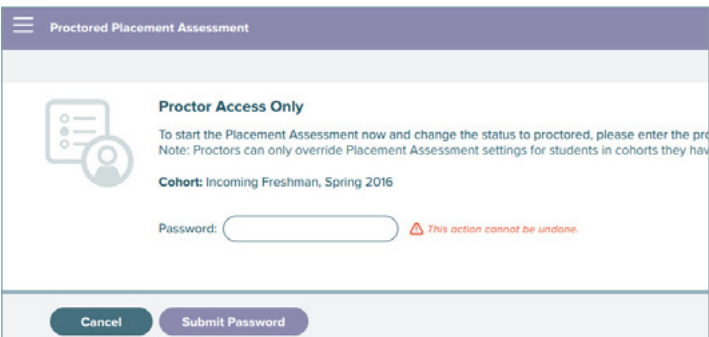 Proctored Placement Assessment
Proctor Access Only
To start the Placement Assessment now and change the status to proctored, please enter the
Note: Proctors can only override Placement Assessment settings for students in cohorts they
Cohort: Incoming Freshman, Spring 2016
Password:
This action cannot be undone.
Cancel
Submit Password